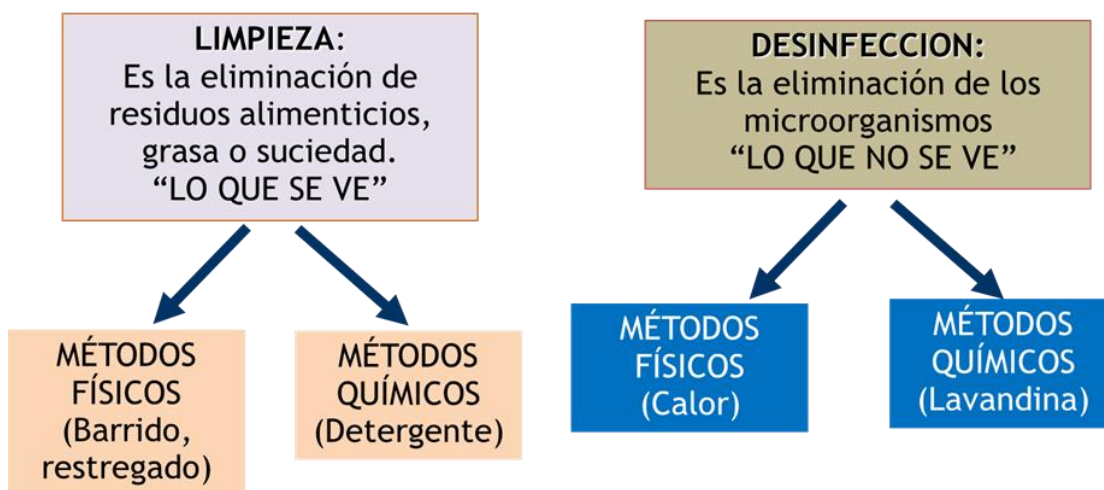 LIMPIEZA:
Es la eliminación de
residuos alimenticios,
grasa o suciedad.
“LO QUE SE VE”
DESINFECCION:
Es la eliminación de los
microorganismos
“LO QUE NO SE VE”
MÉTODOS
FÍSICOS
(Barrido,
restregado)
MÉTODOS
QUÍMICOS
(Detergente)
MÉTODOS
FÍSICOS
(Calor)
MÉTODOS
QUÍMICOS
(Lavandina)